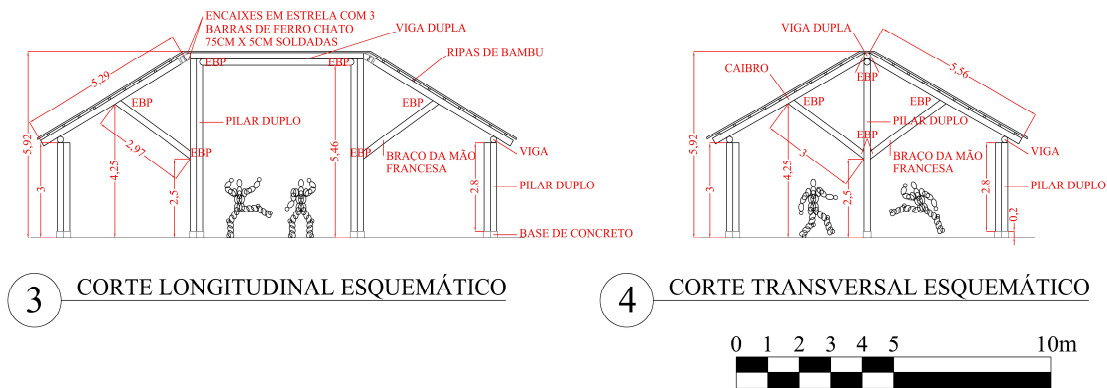 ENCAIXES EM ESTRELA COM 3
BARRAS DE FERRO CHATO
75CM X 5CM SOLDADAS
VIGA DUPLA
RIPAS DE BAMBU
5,29
EBP
EBP
EBP
EBP
PILAR DUPLO
2,97
EBP
EBP
5,92
3
4,25
2,5
5,46
BRAÇO DA MÃO
FRANCESA
VIGA
2.8
PILAR DUPLO
BASE DE CONCRETO
3
CORTE LONGITUDINAL ESQUEMÁTICO
VIGA DUPLA
5,56
CAIBRO
EBP
EBP
EBP
PILAR DUPLO
EBP
5,92
3
3
4,25
2,5
BRAÇO DA MÃO
FRANCESA
VIGA
2.8
PILAR DUPLO
0,2
4
CORTE TRANSVERSAL ESQUEMÁTICO
0 1 2 3 4 5 10m